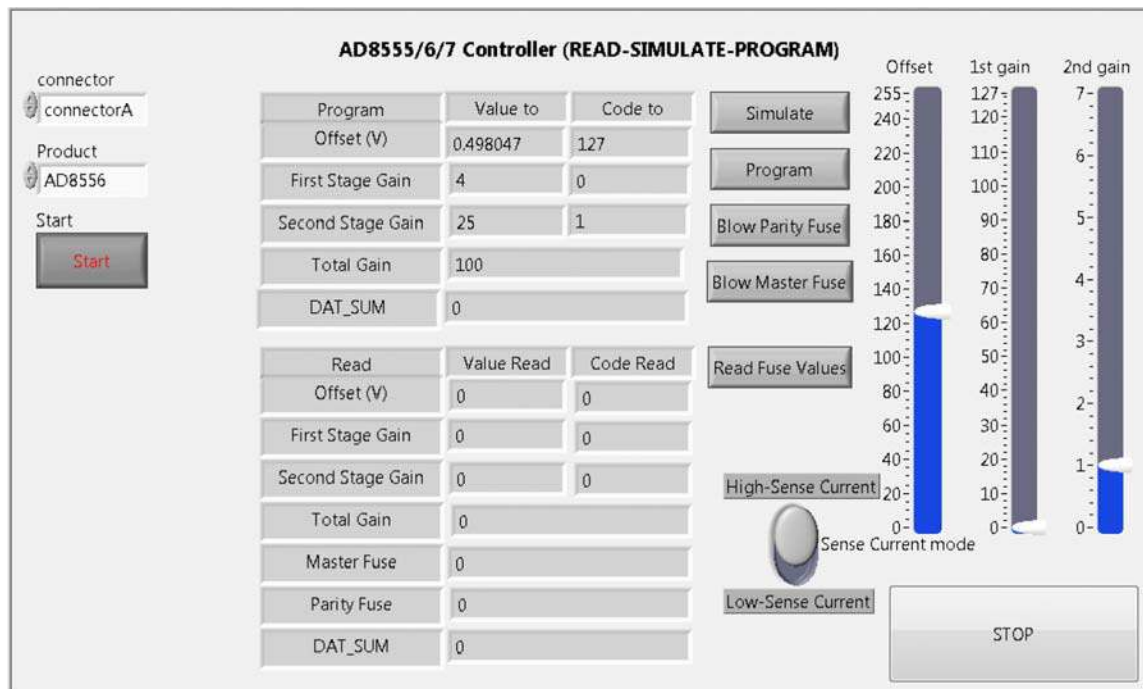 AD8555/6/7 Controller (READ-SIMULATE-PROGRAM)
connector
connectorA
Product
AD8556
Start
Start
Program Value to Code to
Offset (V) 0.498047 127
First Stage Gain 4 0
Second Stage Gain 25 1
Total Gain 100
DAT_SUM 0
Read Value Read Code Read
Offset (V) 0 0
First Stage Gain 0 0
Second Stage Gain 0 0
Total Gain 0
Master Fuse 0
Parity Fuse 0
DAT_SUM 0
Simulate
Program
Blow Parity Fuse
Blow Master Fuse
Read Fuse Values
High-Sense Current
Sense Current mode
Low-Sense Current
Offset
255-
240-
220-
200-
180-
160-
140-
120-
100-
80-
60-
40-
20-
0-
1st gain
127-
120-
110-
100-
90-
80-
70-
60-
50-
40-
30-
20-
10-
0-
2nd gain
7-
6-
5-
4-
3-
2-
1-
0-
STOP